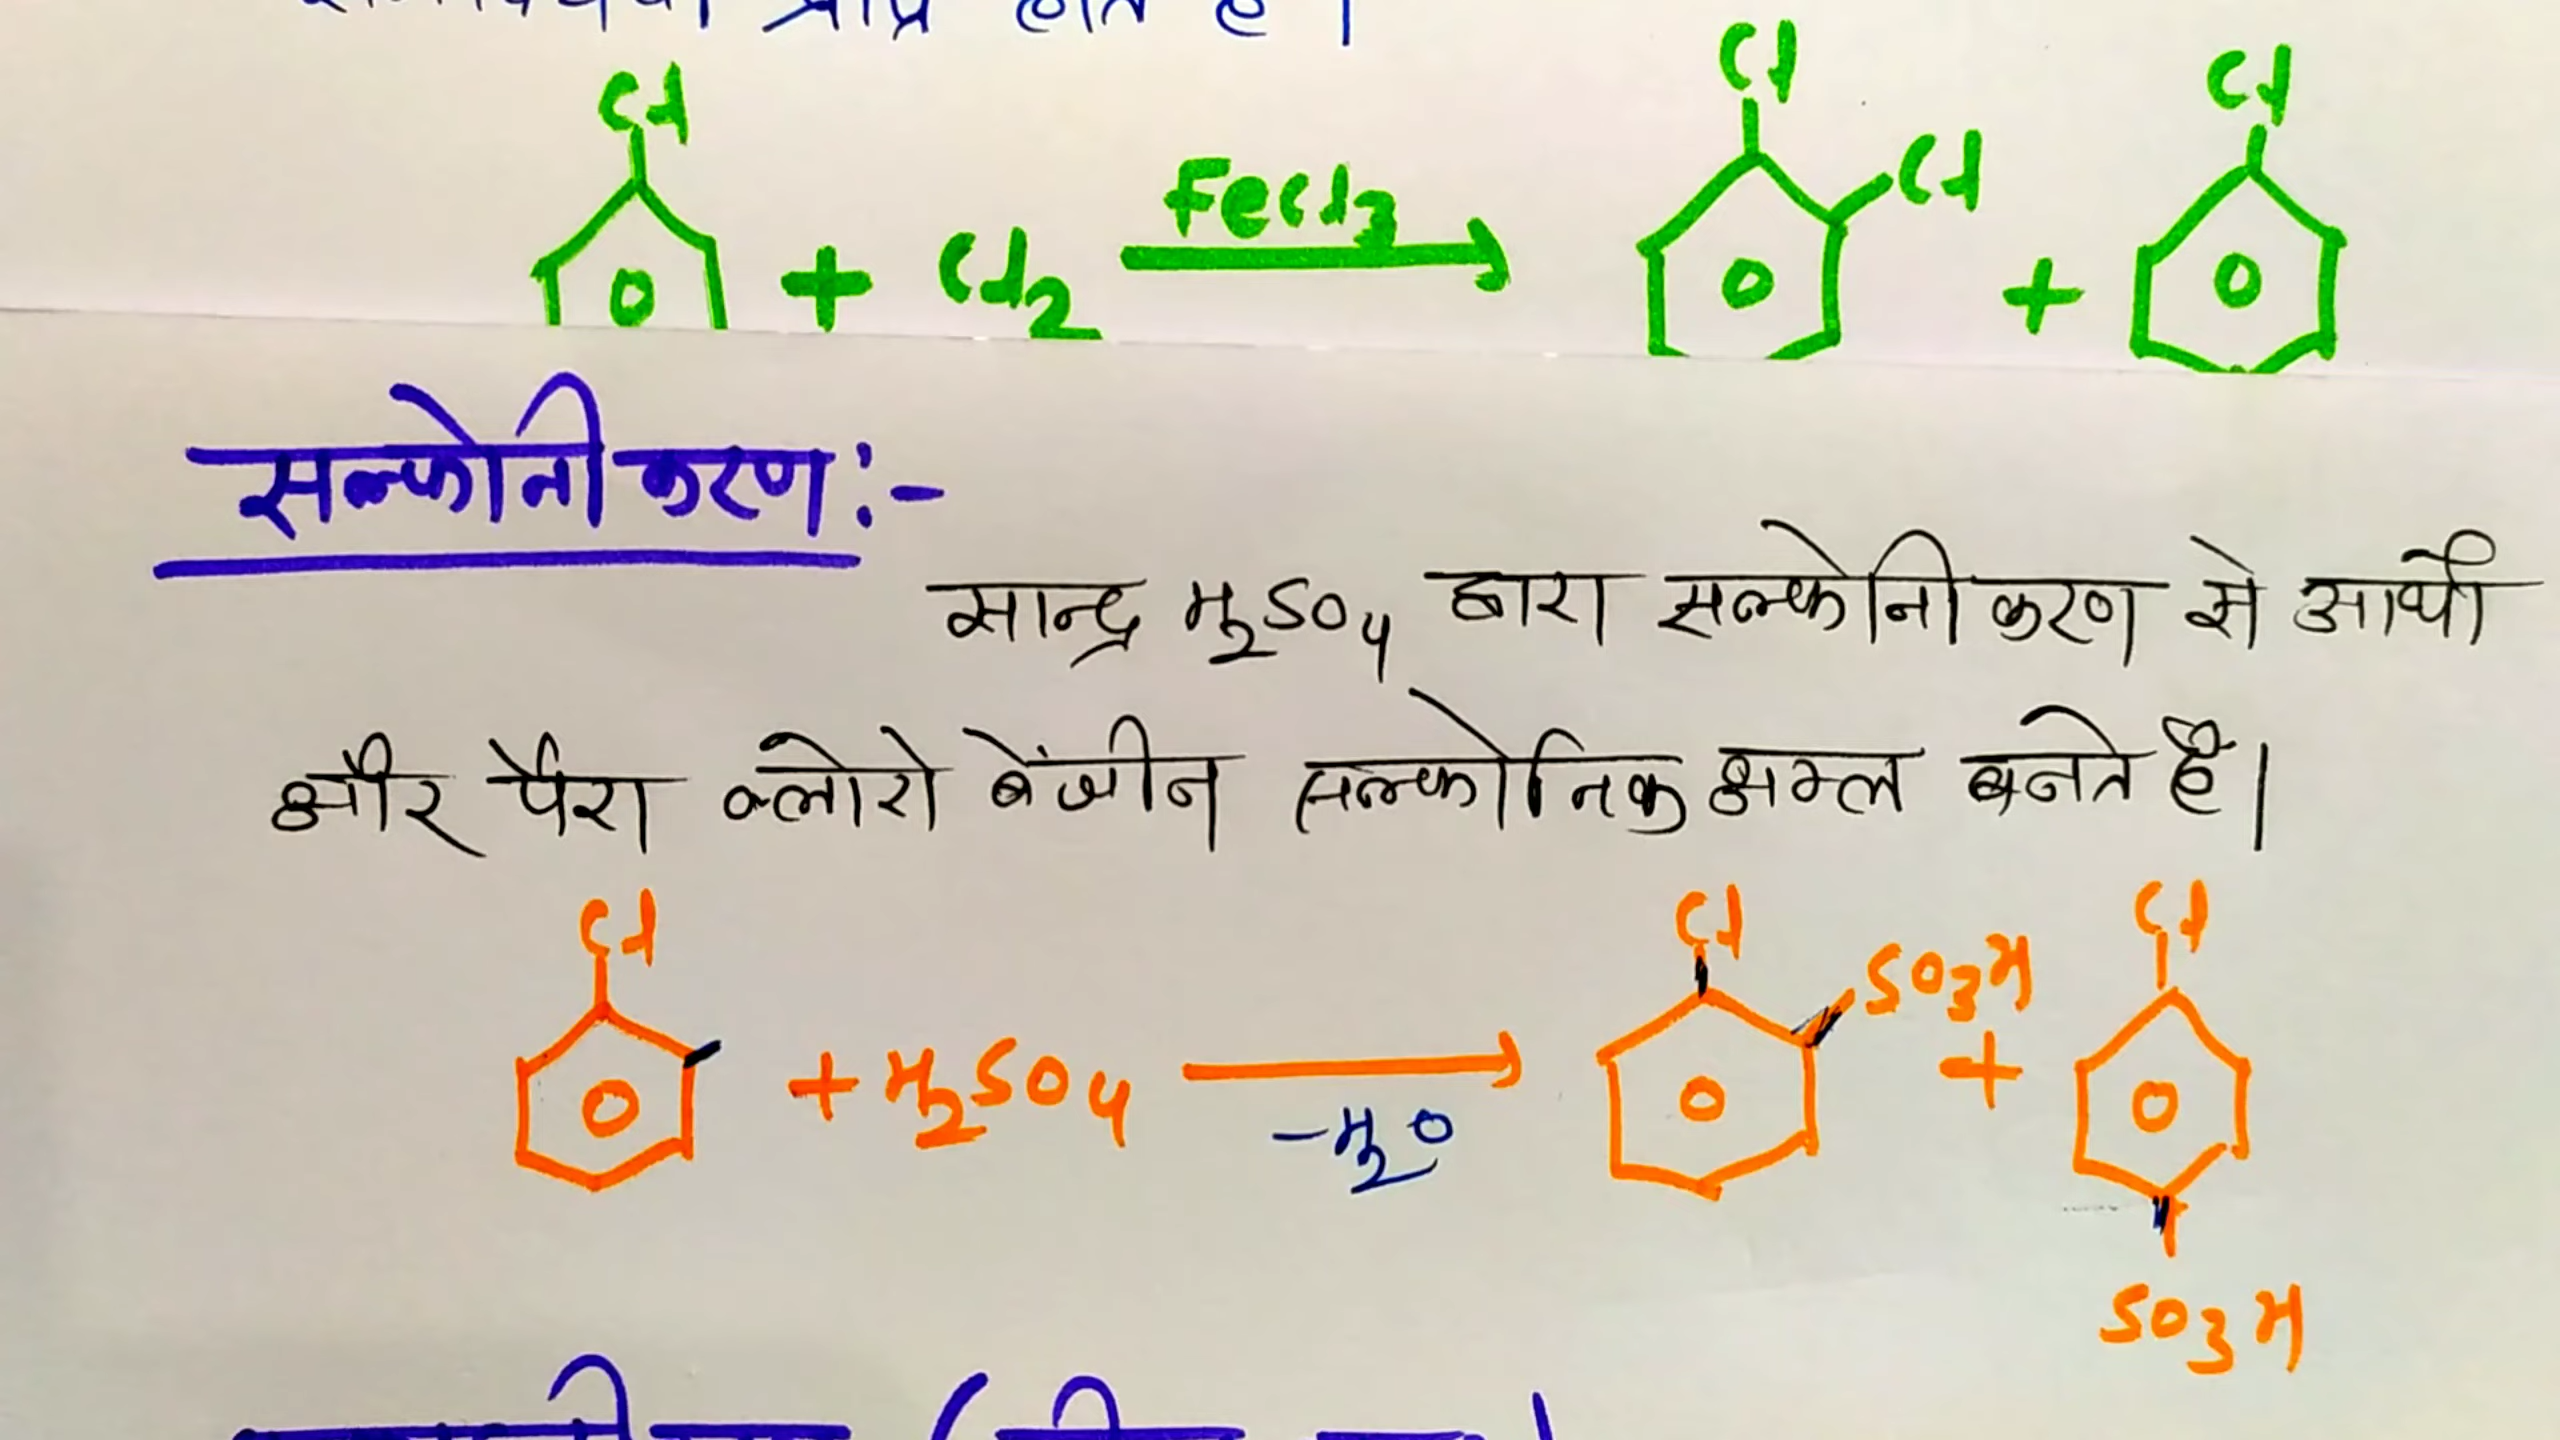 Cl Cl Cl
Cl
+ Cl2 FeCl3 +
सल्फोनीकरण:-
सान्द्र H2SO4 द्वारा सल्फोनीकरण से आर्थो
और पैरा क्लोरो बेंजीन सल्फोनिक अम्ल बनते है।
Cl Cl Cl
SO3H
+ H2SO4 -H2O +
SO3H